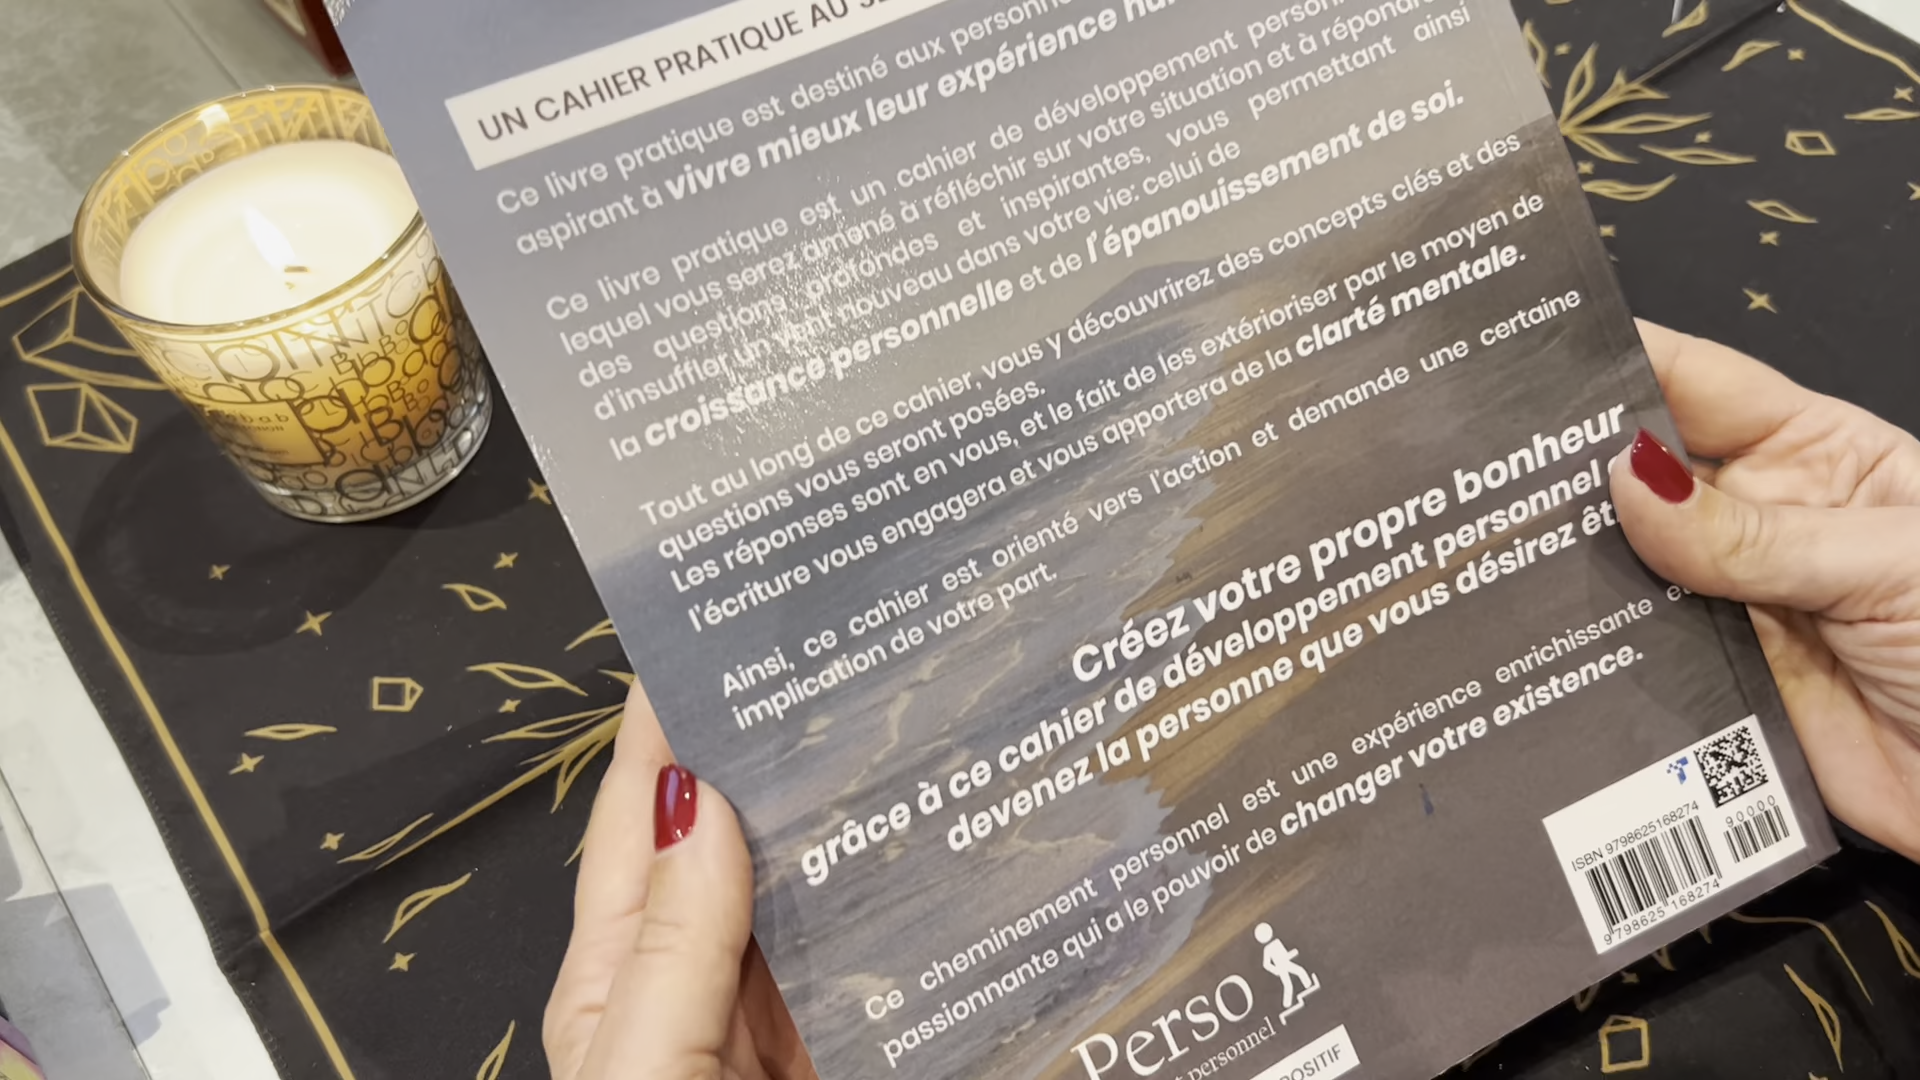 UN CAHIER PRATIQUE AU
Ce livre pratique est destiné aux
aspirant à vivre mieux leur expérience
Ce livre pratique est un cahier de développement
lequel vous serez amené à réfléchir sur votre situation et à
des questions profondes et inspirantes, vous permettant ainsi
d'insuffler un vent nouveau dans votre vie: celui de
la croissance personnelle et de l'épanouissement de soi.
Tout au long de ce cahier, vous y découvrirez des concepts clés et des
questions vous seront posées.
Les réponses sont en vous, et le fait de les extérioriser par le moyen de
l'écriture vous engagera et vous apportera de la clarté mentale.
Ainsi, ce cahier est orienté vers l'action et demande une certaine
implication de votre part.
Créez votre propre bonheur
grâce à ce cahier de développement personnel
devenez la personne que vous désirez
Ce cheminement personnel est une expérience enrichissante
passionnante qui a le pouvoir de changer votre existence.
ISBN 9798625168274
90000
9 798625 168274
Perso
personnel